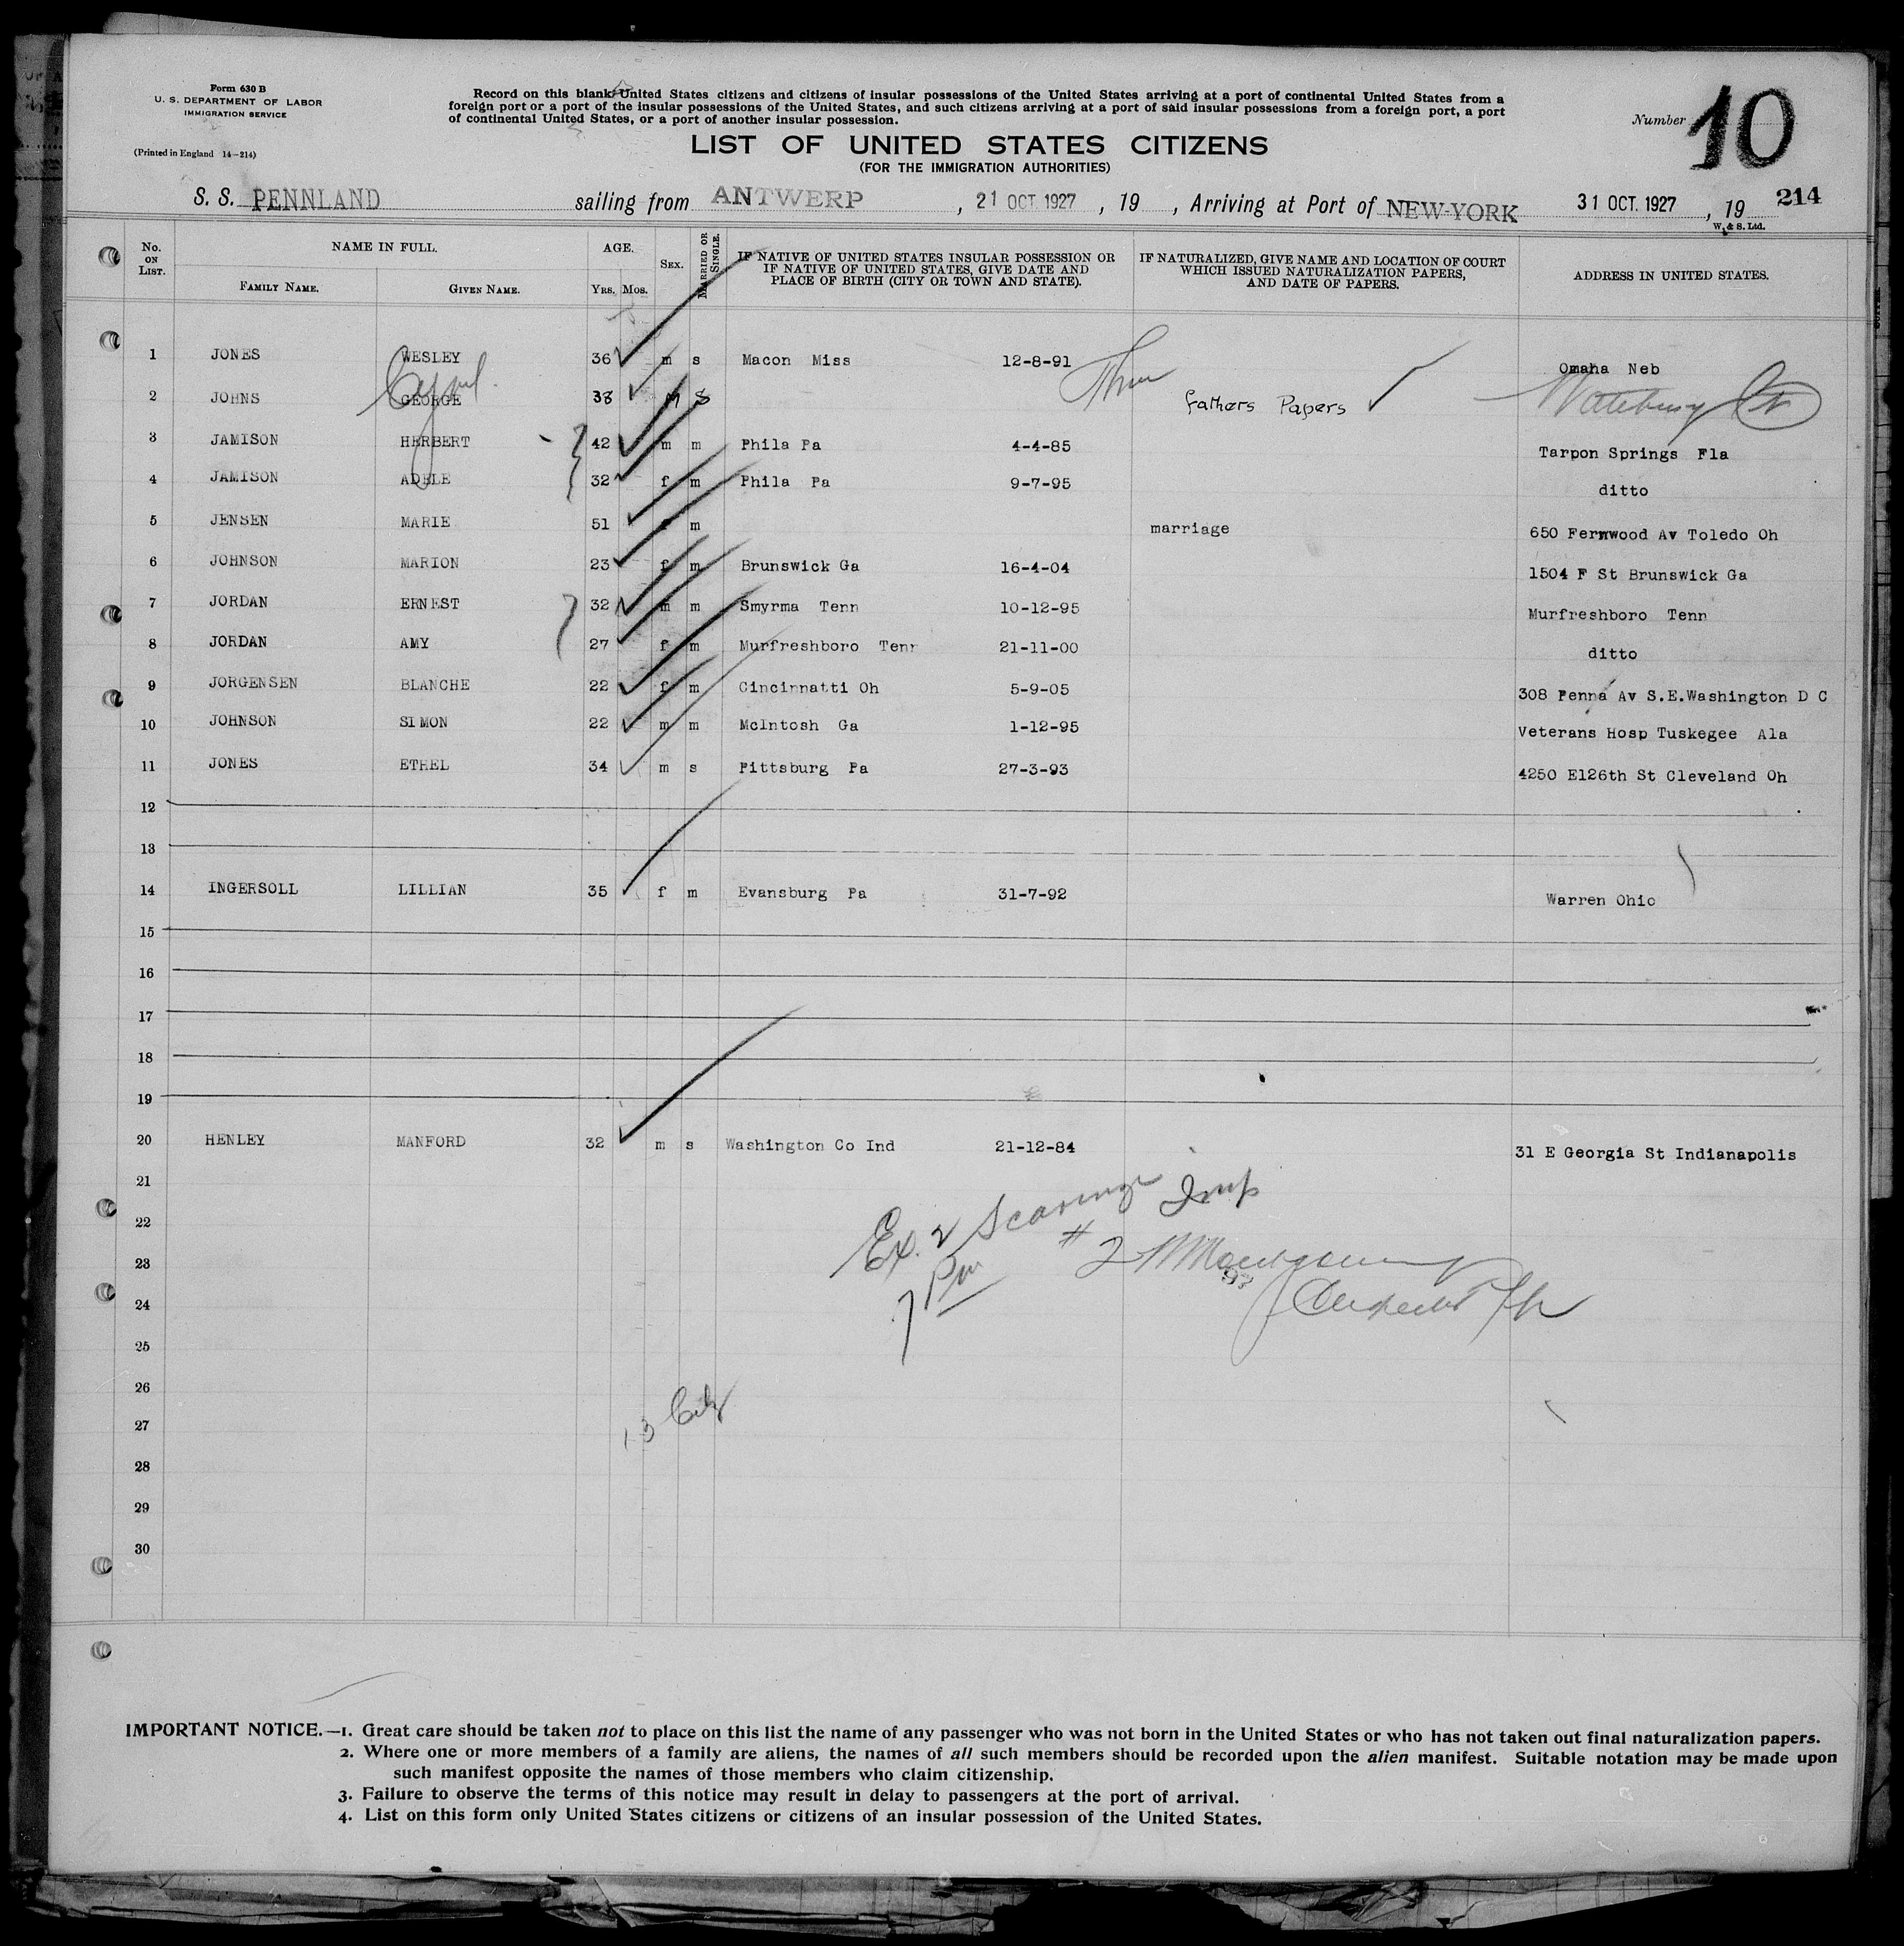 Form 630 B
U. S. DEPARTMENT OF LABOR
IMMIGRATION SERVICE
(Printed in England 14—214)
Record on this blank United States citizens and citizens of insular possessions of the United States arriving at a port of continental United States from a
foreign port or a port of the insular possessions of the United States, and such citizens arriving at a port of said insular possessions from a foreign port, a port
of continental United States, or a port of another insular possession.
LIST OF UNITED STATES CITIZENS
(FOR THE IMMIGRATION AUTHORITIES)
Number 10
S. S. PENNLAND sailing from ANTWERP, 21 OCT. 1927, 19 , Arriving at Port of NEW-YORK 31 OCT. 1927, 19 214
W. & S. Ltd.
No. ON LIST. NAME IN FULL. AGE. SEX. MARRIED OR SINGLE. IF NATIVE OF UNITED STATES INSULAR POSSESSION OR IF NATIVE OF UNITED STATES, GIVE DATE AND PLACE OF BIRTH (CITY OR TOWN AND STATE). IF NATURALIZED, GIVE NAME AND LOCATION OF COURT WHICH ISSUED NATURALIZATION PAPERS, AND DATE OF PAPERS. ADDRESS IN UNITED STATES.
FAMILY NAME. GIVEN NAME. YRS. MOS.
1 JONES WESLEY 36 m s Macon Miss 12-8-91 Omaha Neb
2 JOHNS GEORGE 38 M S Thru fathers Papers Waterbury Ct
3 JAMISON HERBERT 42 m m Phila Pa 4-4-85 Tarpon Springs Fla
4 JAMISON ADELE 32 f m Phila Pa 9-7-95 ditto
5 JENSEN MARIE 51 f m marriage 650 Fernwood Av Toledo Oh
6 JOHNSON MARION 23 f m Brunswick Ga 16-4-04 1504 F St Brunswick Ga
7 JORDAN ERNEST 32 m m Smyrma Tenn 10-12-95 Murfreshboro Tenn
8 JORDAN AMY 27 f m Murfreshboro Tenn 21-11-00 ditto
9 JORGENSEN BLANCHE 22 f m Cincinnatti Oh 5-9-05 308 Penna Av S.E.Washington D C
10 JOHNSON SIMON 22 m m McIntosh Ga 1-12-95 Veterans Hosp Tuskegee Ala
11 JONES ETHEL 34 m s Pittsburg Pa 27-3-93 4250 E126th St Cleveland Oh
12
13
14 INGERSOLL LILLIAN 35 f m Evansburg Pa 31-7-92 Warren Ohio
15
16
17
18
19
20 HENLEY MANFORD 32 m s Washington Co Ind 21-12-84 31 E Georgia St Indianapolis
21
22 Ex. 2 Insp
23 7 Pm
24
25
26
27 13
28
29
30
IMPORTANT NOTICE.—1. Great care should be taken not to place on this list the name of any passenger who was not born in the United States or who has not taken out final naturalization papers.
2. Where one or more members of a family are aliens, the names of all such members should be recorded upon the alien manifest. Suitable notation may be made upon
such manifest opposite the names of those members who claim citizenship.
3. Failure to observe the terms of this notice may result in delay to passengers at the port of arrival.
4. List on this form only United States citizens or citizens of an insular possession of the United States.